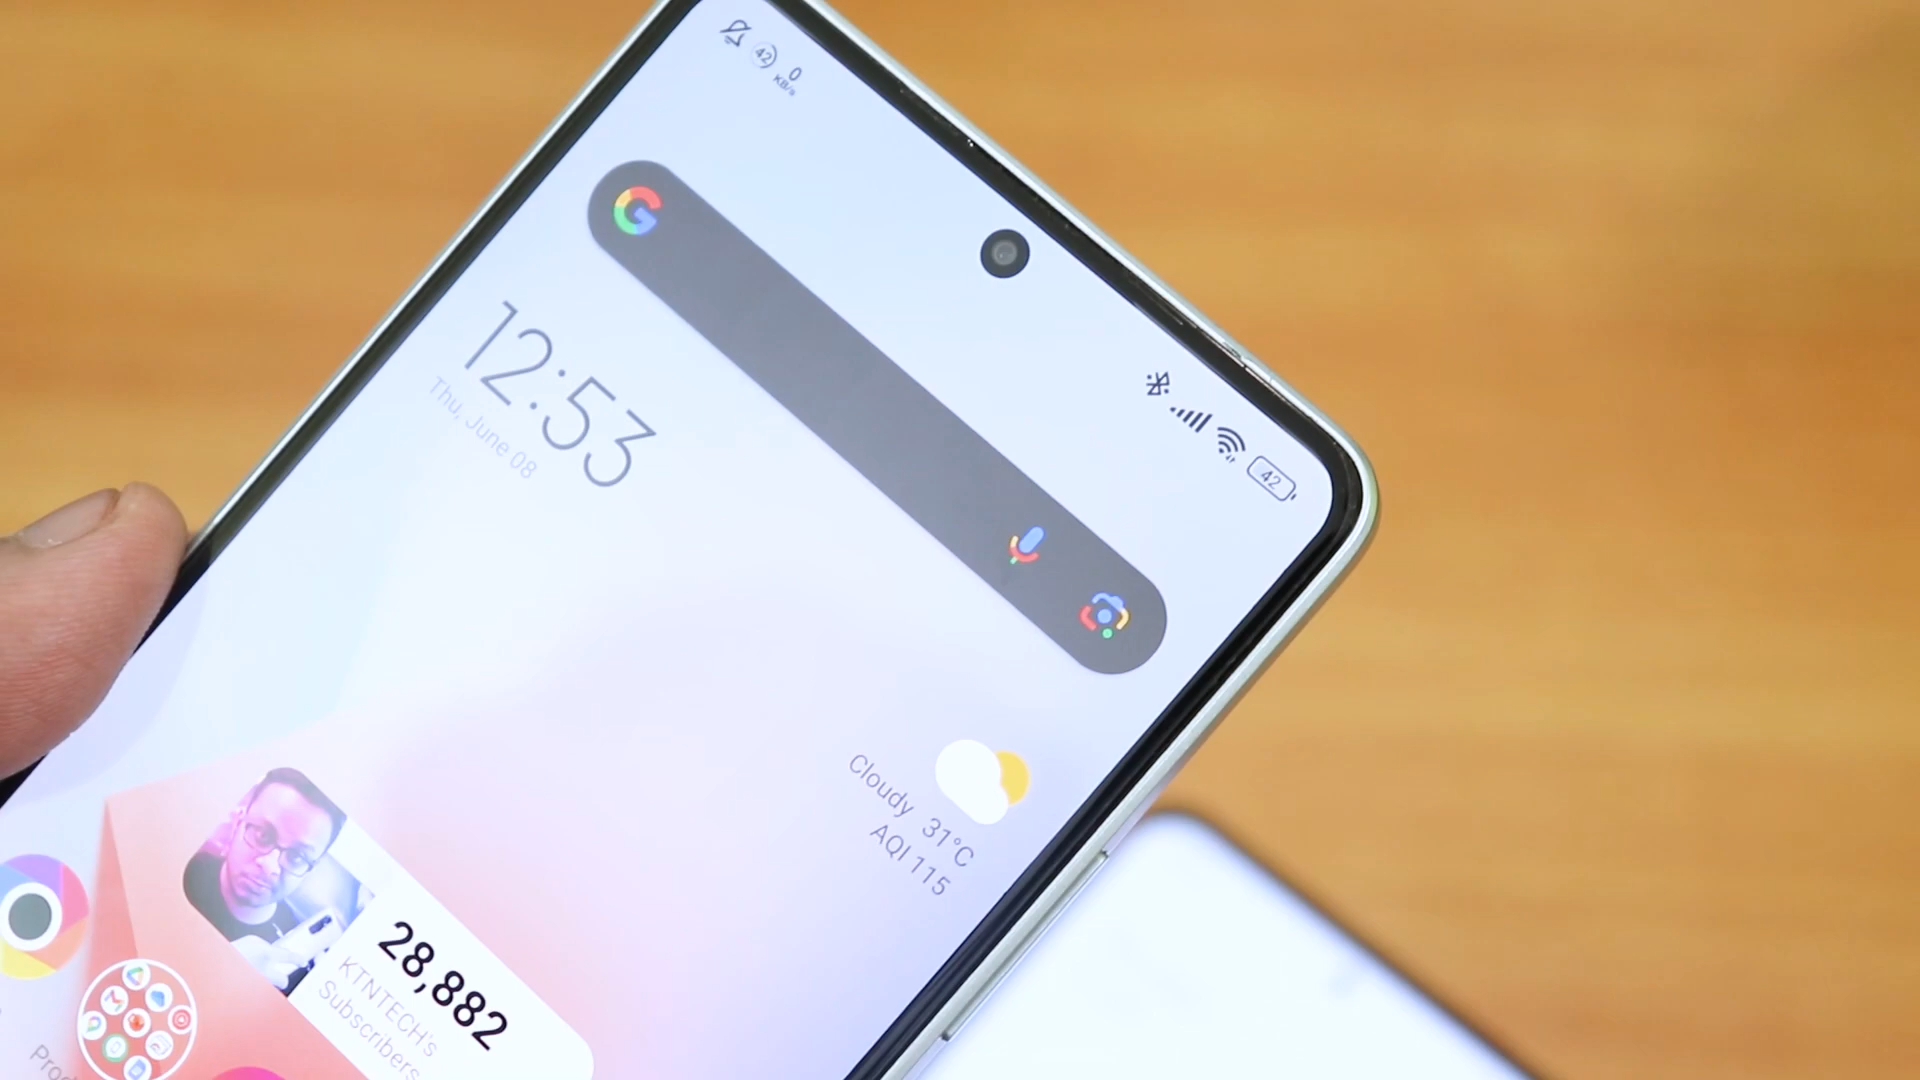 42
0
KB/s
42
12:53
Thu, June 08
Cloudy 31°C
AQI 115
28,882
KTNTECH's
Subscribers